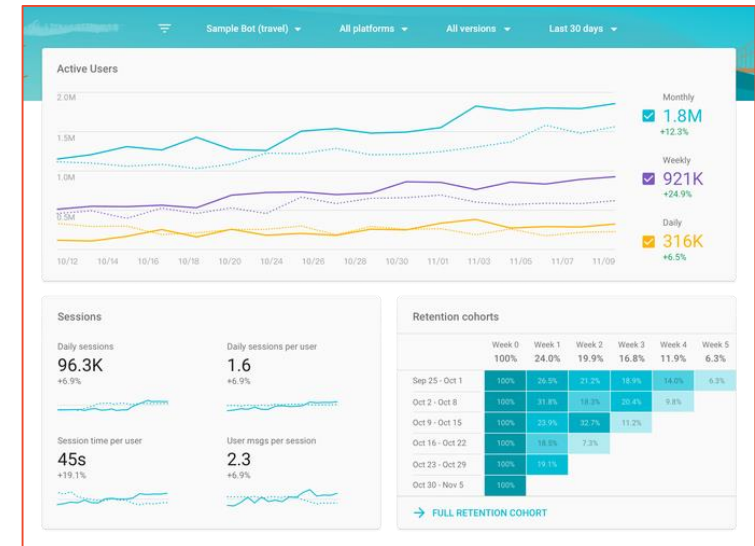 Sample Bot (travel) All platforms All versions Last 30 days
Active Users
2.0M
1.5M
1.0M
0.5M
10/12 10/14 10/16 10/18 10/20 10/24 10/26 10/28 10/28 10/30 11/01 11/03 11/05 11/07 11/09
Monthly
1.8M
+12.3%
Weekly
921K
+24.9%
Daily
316K
+6.5%
Sessions
Daily sessions
96.3K
+6.9%
Daily sessions per user
1.6
+6.9%
Session time per user
45s
+19.1%
User msgs per session
2.3
+6.9%
Retention cohorts
Week 0 Week 1 Week 2 Week 3 Week 4 Week 5
100% 24.0% 19.9% 16.8% 11.9% 6.3%
Sep 25 - Oct 1 100% 26.5% 21.2% 18.9% 14.0% 6.3%
Oct 2 - Oct 8 100% 31.8% 18.3% 20.4% 9.8%
Oct 9 - Oct 15 100% 23.9% 32.7% 11.2%
Oct 16 - Oct 22 100% 18.5% 7.3%
Oct 23 - Oct 29 100% 19.1%
Oct 30 - Nov 5 100%
FULL RETENTION COHORT